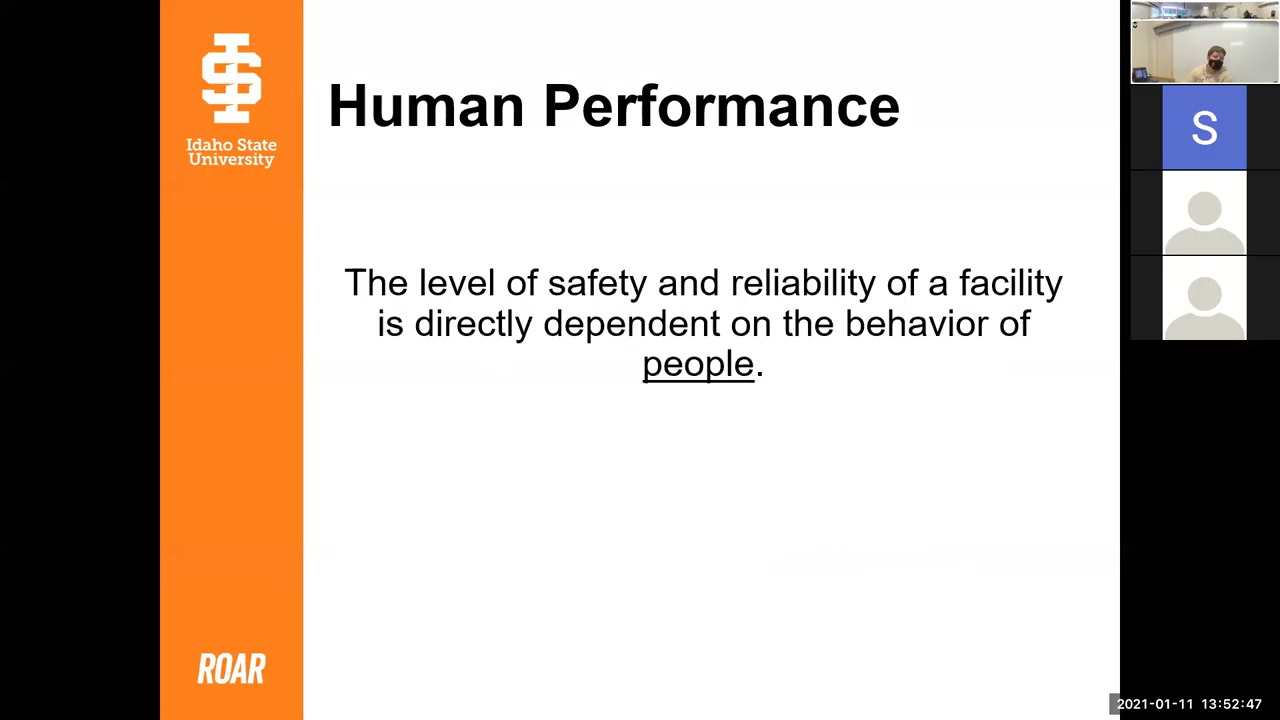 Idaho State
University
Human Performance
The level of safety and reliability of a facility
is directly dependent on the behavior of
people.
ROAR
S
2021-01-11 13:52:47